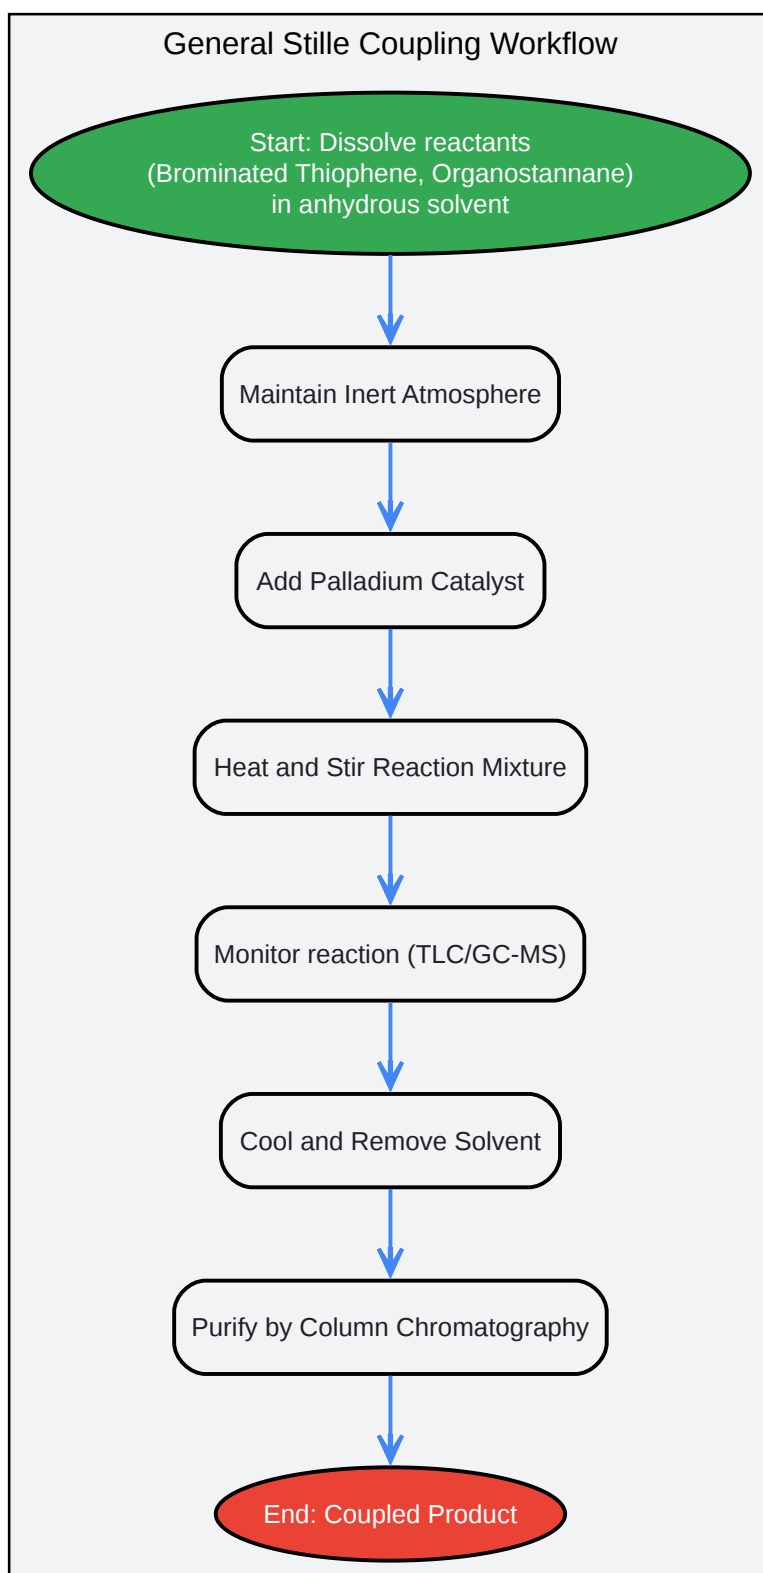 General Stille Coupling Workflow
Start: Dissolve reactants
(Brominated Thiophene, Organostannane)
in anhydrous solvent
Maintain Inert Atmosphere
Add Palladium Catalyst
Heat and Stir Reaction Mixture
Monitor reaction (TLC/GC-MS)
Cool and Remove Solvent
Purify by Column Chromatography
End: Coupled Product